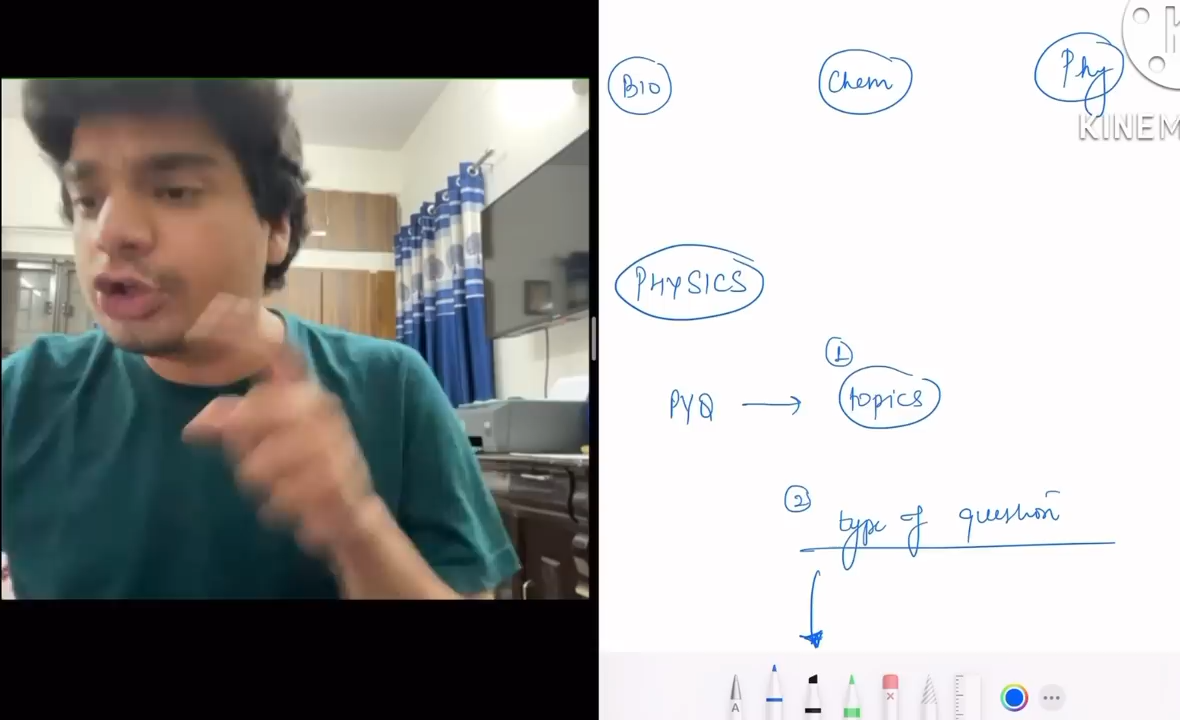 BIO Chem Phy
KINEM
PHYSICS
1
PYQ → topics
2
type of question
A